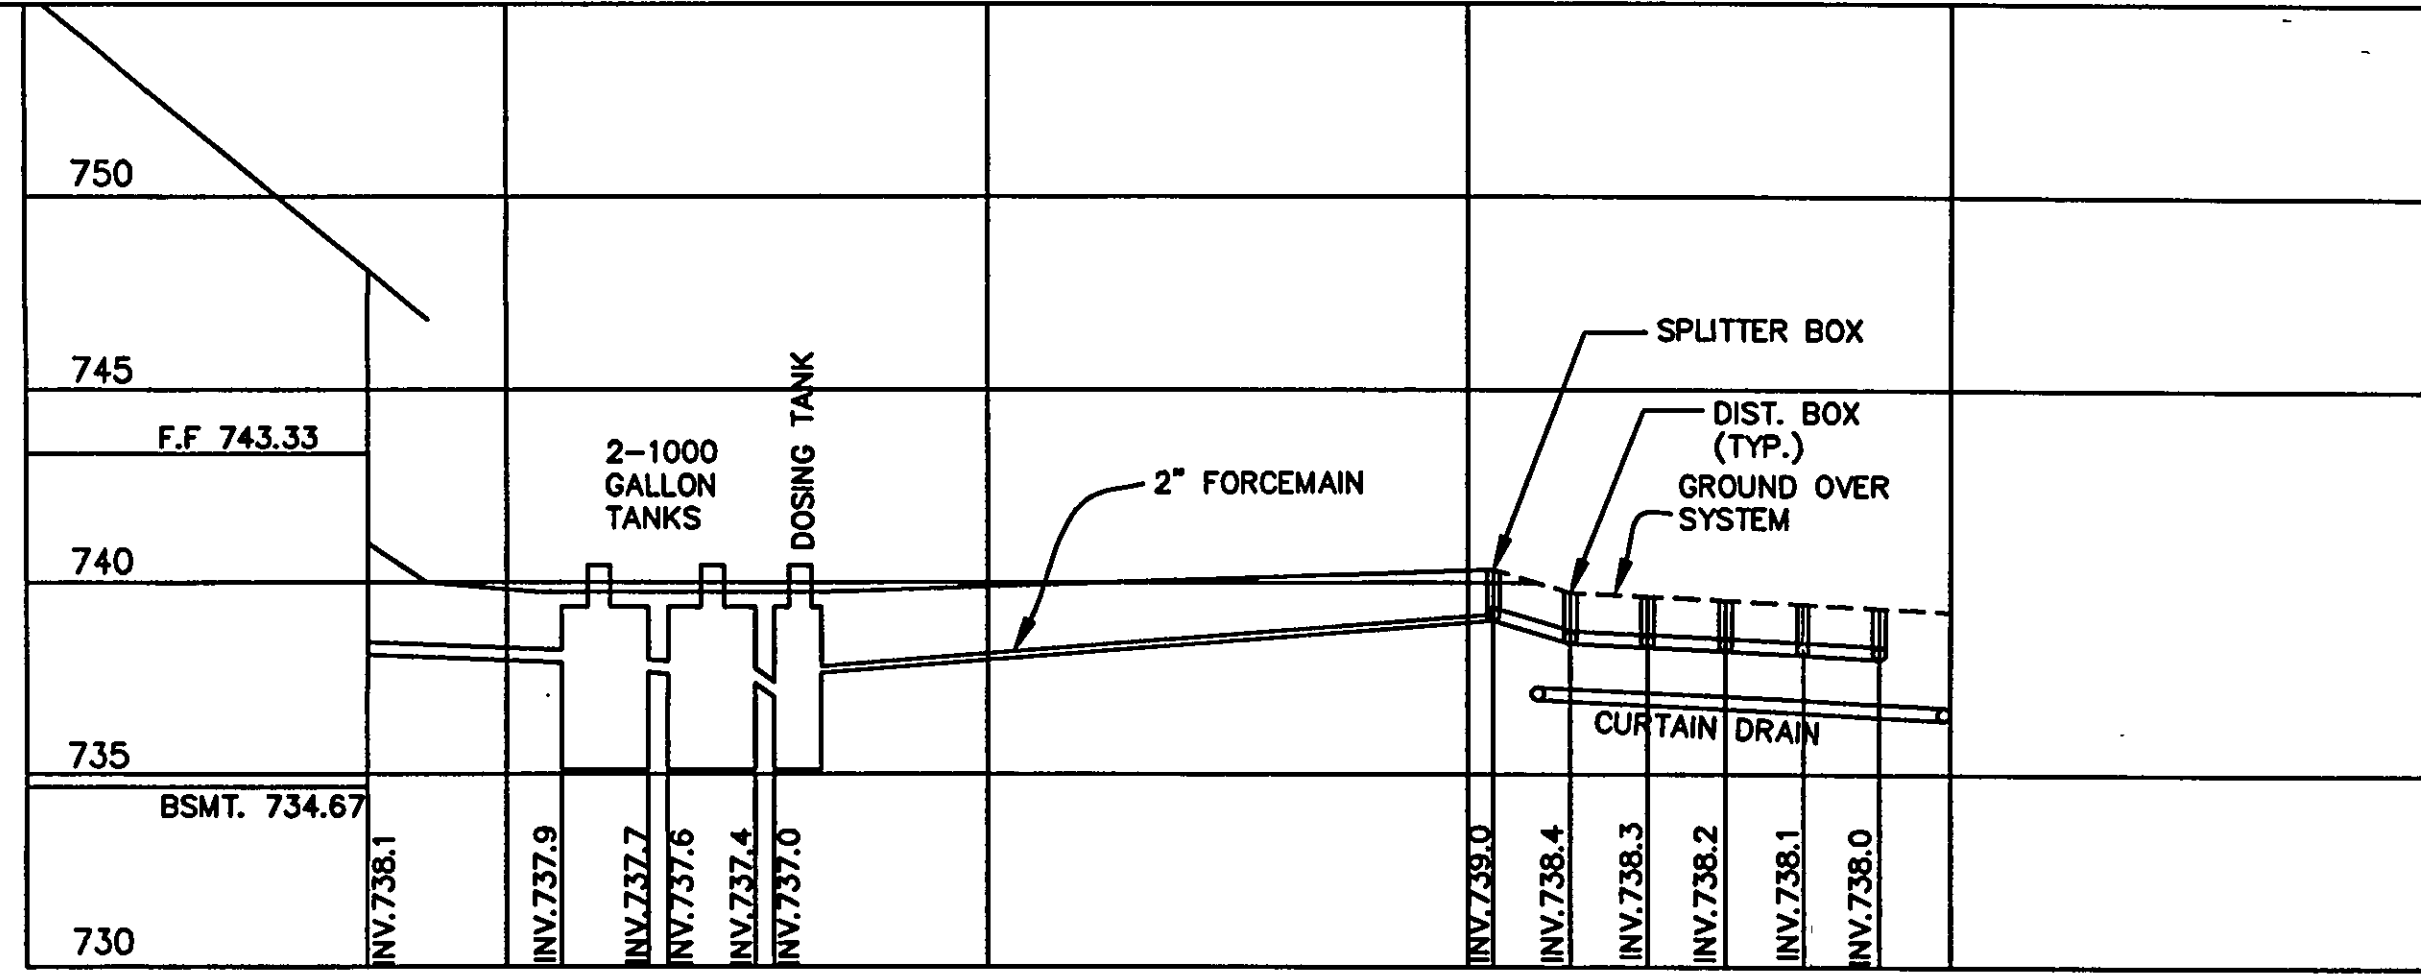 750
745
F.F 743.33
740
735
BSMT. 734.67
730
2-1000
GALLON
TANKS
DOSING TANK
2" FORCEMAIN
SPLITTER BOX
DIST. BOX
(TYP.)
GROUND OVER
SYSTEM
CURTAIN DRAIN
INV.738.1
INV.737.9
INV.737.7
INV.737.6
INV.737.4
INV.737.0
INV.739.0
INV.738.4
INV.738.3
INV.738.2
INV.738.1
INV.738.0